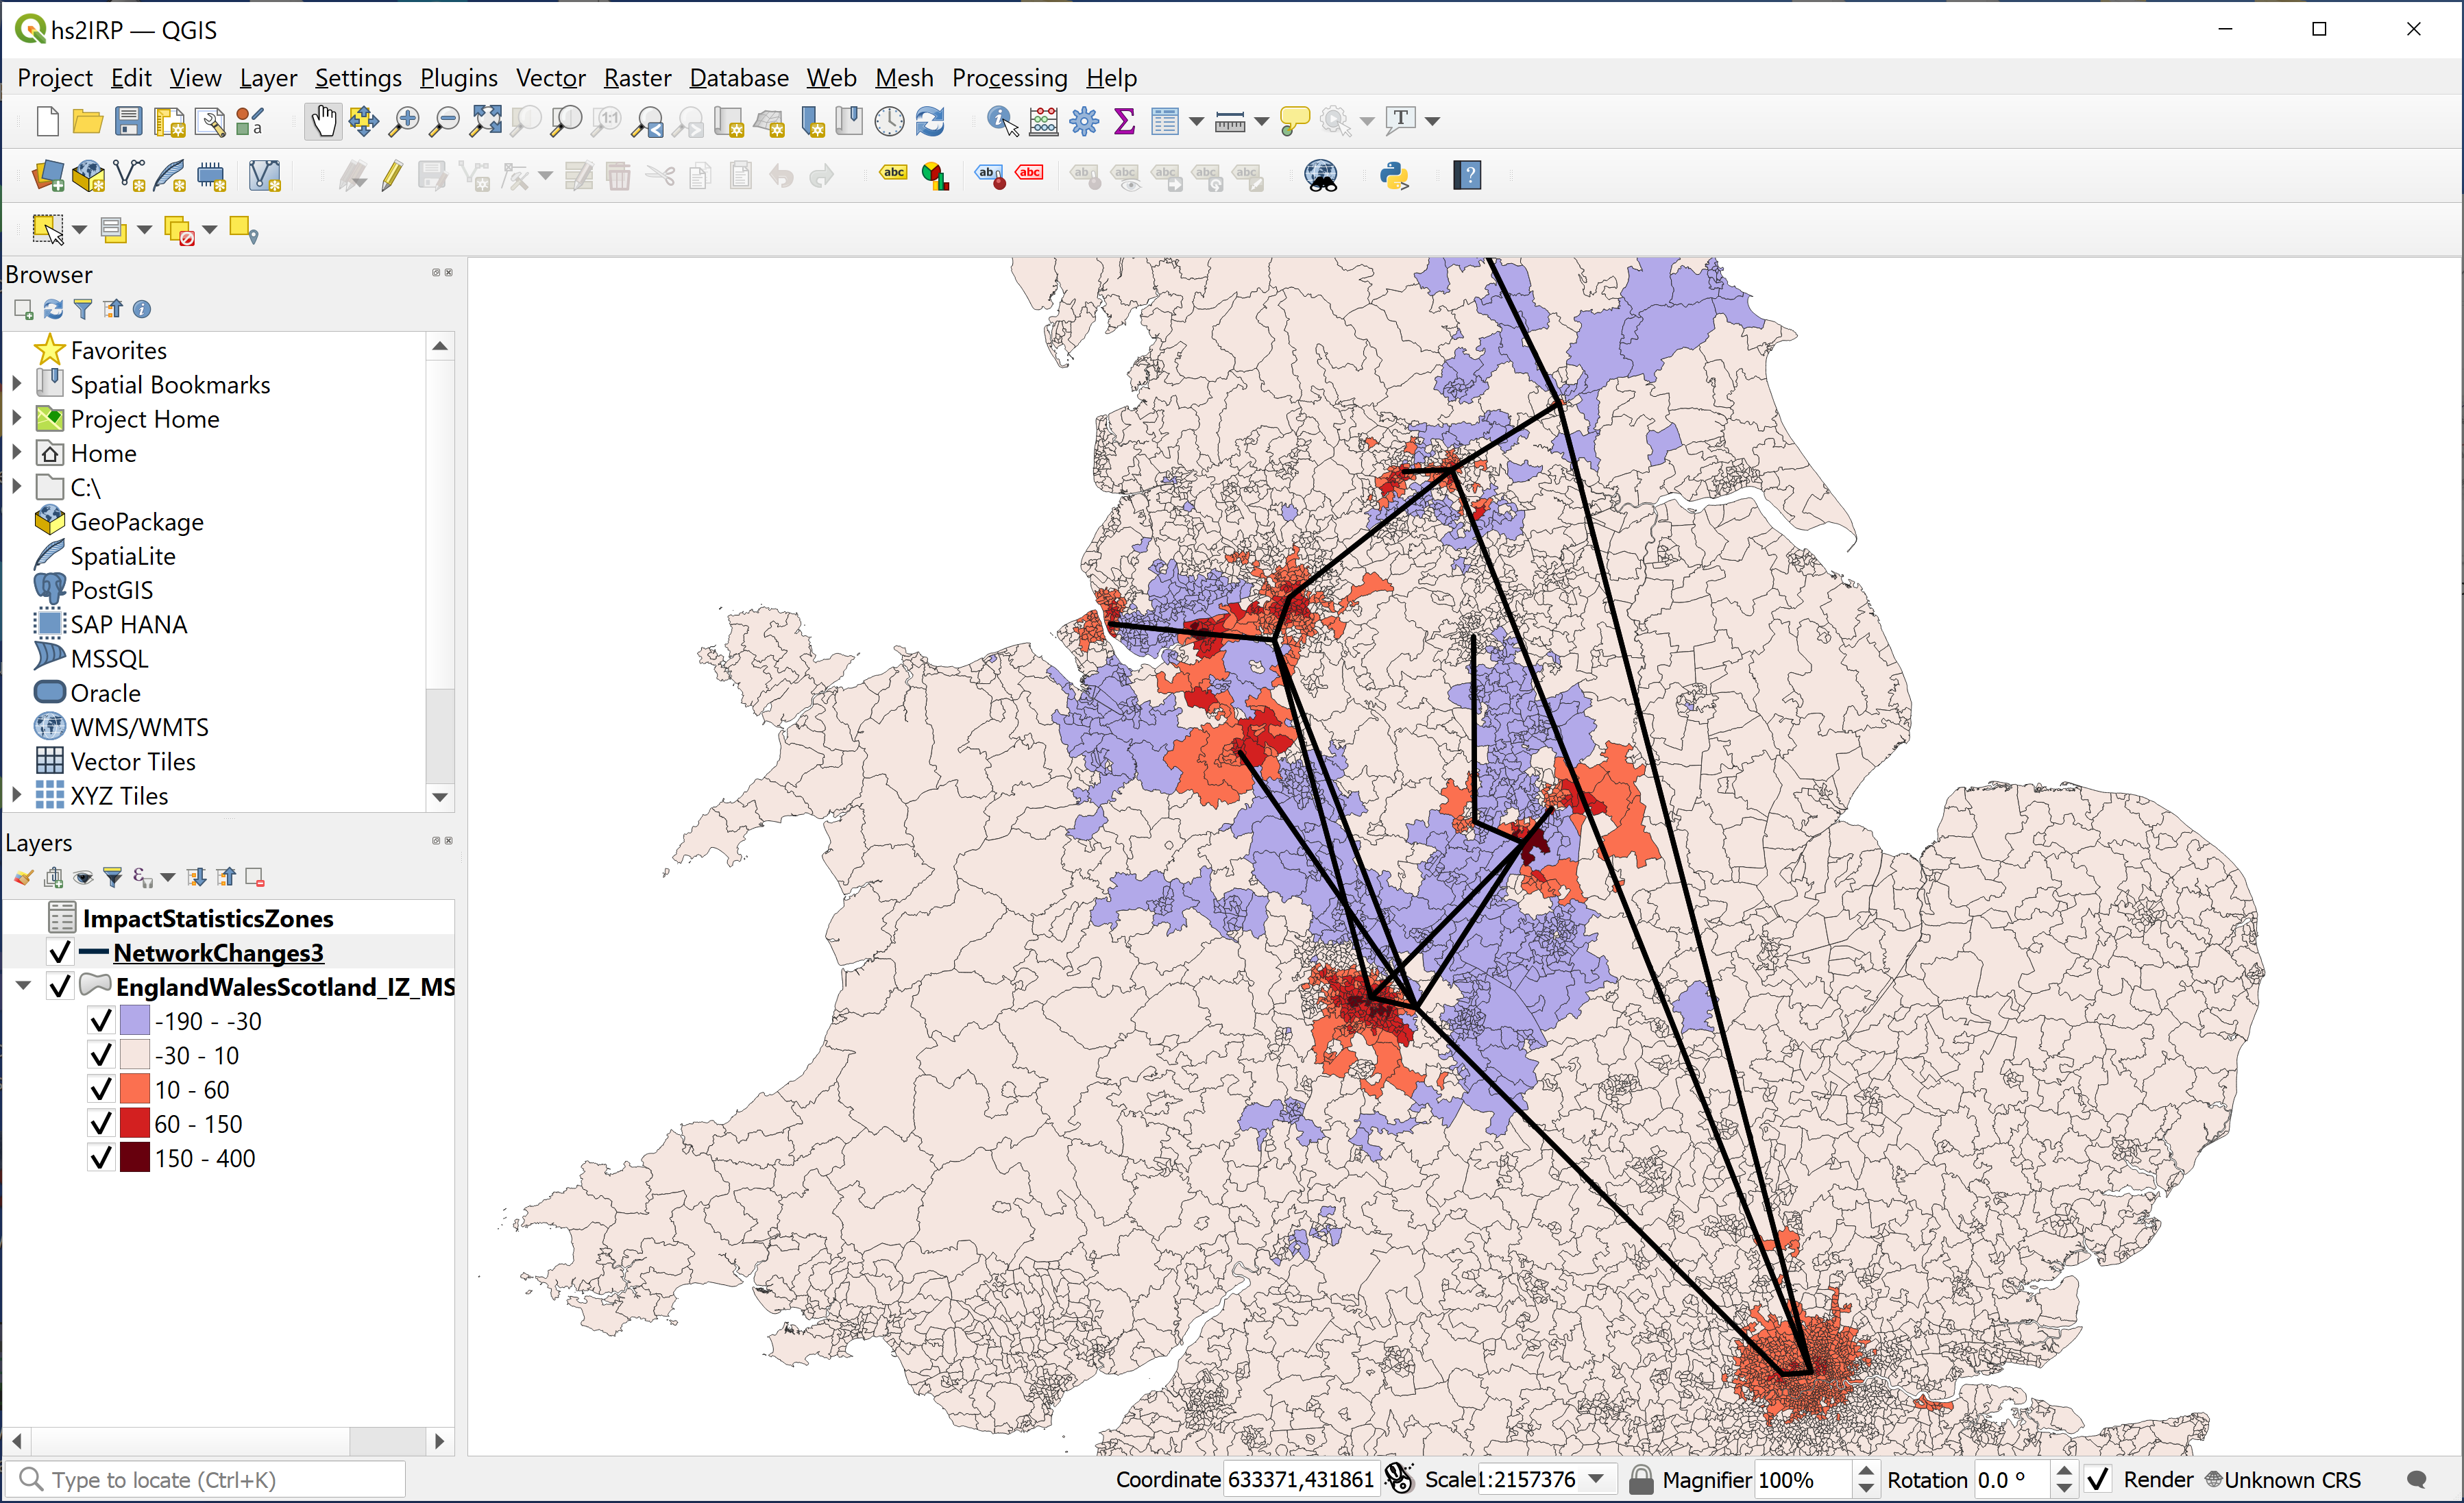 hs2IRP — QGIS
Project Edit View Layer Settings Plugins Vector Raster Database Web Mesh Processing Help
Browser
Favorites
Spatial Bookmarks
Project Home
Home
C:\
GeoPackage
SpatiaLite
PostGIS
SAP HANA
MSSQL
Oracle
WMS/WMTS
Vector Tiles
XYZ Tiles
Layers
ImpactStatisticsZones
NetworkChanges3
EnglandWalesScotland_IZ_MS
-190 - -30
-30 - 10
10 - 60
60 - 150
150 - 400
Type to locate (Ctrl+K) Coordinate 633371,431861 Scale 1:2157376 Magnifier 100% Rotation 0.0 ° Render Unknown CRS